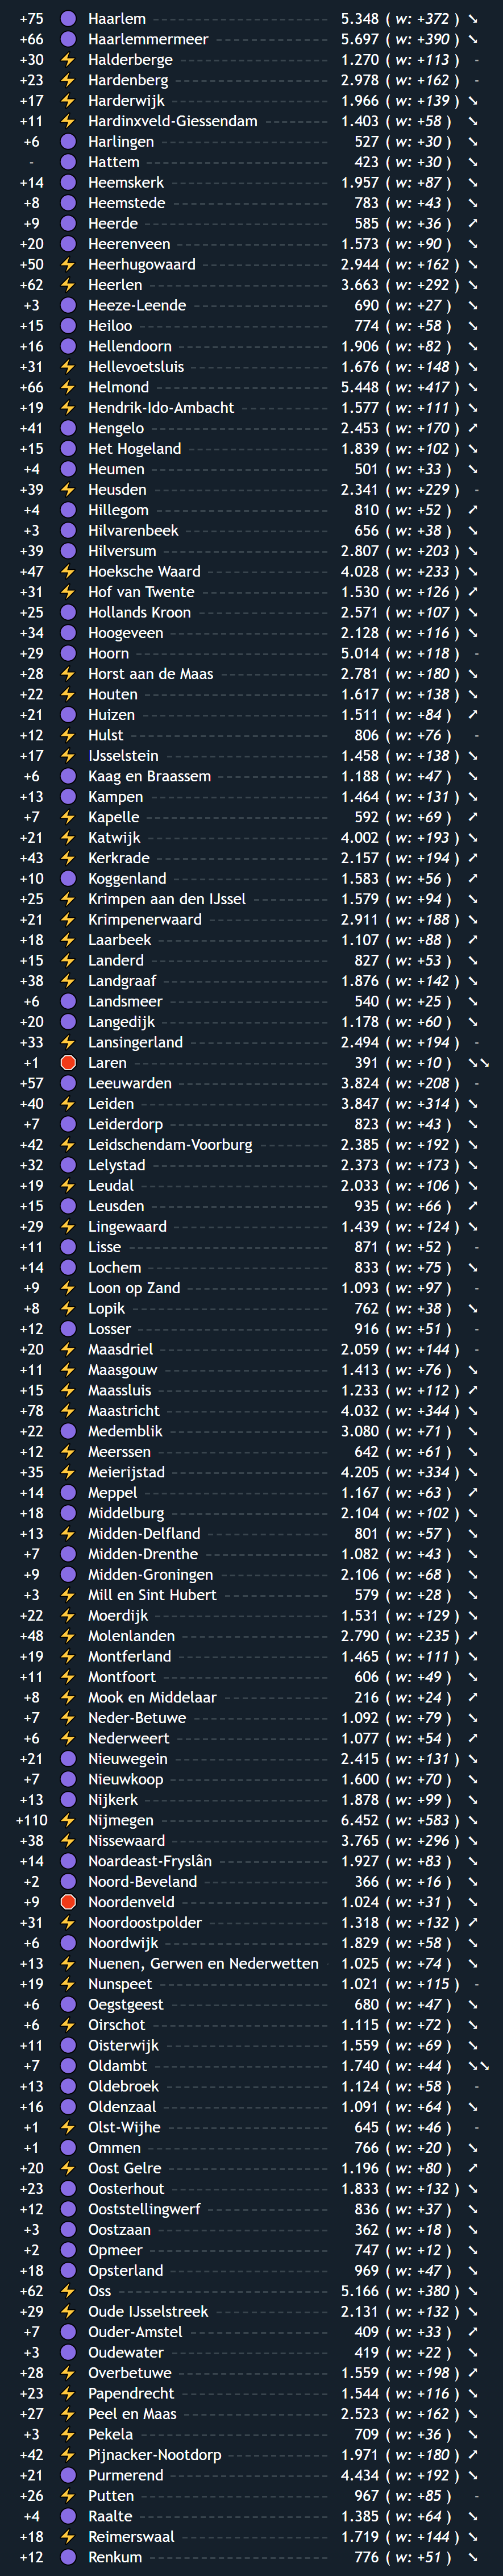 +75 Haarlem 5.348 ( w: +372 ) ↘
+66 Haarlemmermeer 5.697 ( w: +390 ) ↘
+30 Halderberge 1.270 ( w: +113 ) -
+23 Hardenberg 2.978 ( w: +162 ) -
+17 Harderwijk 1.966 ( w: +139 ) ↘
+11 Hardinxveld-Giessendam 1.403 ( w: +58 ) ↘
+6 Harlingen 527 ( w: +30 ) ↘
- Hattem 423 ( w: +30 ) ↘
+14 Heemskerk 1.957 ( w: +87 ) ↘
+8 Heemstede 783 ( w: +43 ) ↘
+9 Heerde 585 ( w: +36 ) ↗
+20 Heerenveen 1.573 ( w: +90 ) ↘
+50 Heerhugowaard 2.944 ( w: +162 ) ↘
+62 Heerlen 3.663 ( w: +292 ) ↘
+3 Heeze-Leende 690 ( w: +27 ) ↘
+15 Heiloo 774 ( w: +58 ) ↘
+16 Hellendoorn 1.906 ( w: +82 ) ↘
+31 Hellevoetsluis 1.676 ( w: +148 ) ↘
+66 Helmond 5.448 ( w: +417 ) ↘
+19 Hendrik-Ido-Ambacht 1.577 ( w: +111 ) ↘
+41 Hengelo 2.453 ( w: +170 ) ↗
+15 Het Hogeland 1.839 ( w: +102 ) ↘
+4 Heumen 501 ( w: +33 ) ↘
+39 Heusden 2.341 ( w: +229 ) -
+4 Hillegom 810 ( w: +52 ) ↗
+3 Hilvarenbeek 656 ( w: +38 ) ↘
+39 Hilversum 2.807 ( w: +203 ) ↘
+47 Hoeksche Waard 4.028 ( w: +233 ) ↘
+31 Hof van Twente 1.530 ( w: +126 ) ↗
+25 Hollands Kroon 2.571 ( w: +107 ) ↘
+34 Hoogeveen 2.128 ( w: +116 ) ↘
+29 Hoorn 5.014 ( w: +118 ) -
+28 Horst aan de Maas 2.781 ( w: +180 ) ↘
+22 Houten 1.617 ( w: +138 ) ↘
+21 Huizen 1.511 ( w: +84 ) ↗
+12 Hulst 806 ( w: +76 ) -
+17 IJsselstein 1.458 ( w: +138 ) ↘
+6 Kaag en Braassem 1.188 ( w: +47 ) ↘
+13 Kampen 1.464 ( w: +131 ) ↘
+7 Kapelle 592 ( w: +69 ) ↗
+21 Katwijk 4.002 ( w: +193 ) ↘
+43 Kerkrade 2.157 ( w: +194 ) ↗
+10 Koggenland 1.583 ( w: +56 ) ↗
+25 Krimpen aan den IJssel 1.579 ( w: +94 ) ↘
+21 Krimpenerwaard 2.911 ( w: +188 ) ↘
+18 Laarbeek 1.107 ( w: +88 ) ↗
+15 Landerd 827 ( w: +53 ) ↘
+38 Landgraaf 1.876 ( w: +142 ) ↘
+6 Landsmeer 540 ( w: +25 ) ↘
+20 Langedijk 1.178 ( w: +60 ) ↘
+33 Lansingerland 2.494 ( w: +194 ) -
+1 Laren 391 ( w: +10 ) ↘↘
+57 Leeuwarden 3.824 ( w: +208 ) -
+40 Leiden 3.847 ( w: +314 ) ↘
+7 Leiderdorp 823 ( w: +43 ) ↘
+42 Leidschendam-Voorburg 2.385 ( w: +192 ) ↘
+32 Lelystad 2.373 ( w: +173 ) ↘
+19 Leudal 2.033 ( w: +106 ) ↘
+15 Leusden 935 ( w: +66 ) ↗
+29 Lingewaard 1.439 ( w: +124 ) ↘
+11 Lisse 871 ( w: +52 ) -
+14 Lochem 833 ( w: +75 ) ↘
+9 Loon op Zand 1.093 ( w: +97 ) -
+8 Lopik 762 ( w: +38 ) ↘
+12 Losser 916 ( w: +51 ) -
+20 Maasdriel 2.059 ( w: +144 ) -
+11 Maasgouw 1.413 ( w: +76 ) ↘
+15 Maassluis 1.233 ( w: +112 ) ↗
+78 Maastricht 4.032 ( w: +344 ) ↘
+22 Medemblik 3.080 ( w: +71 ) ↘
+12 Meerssen 642 ( w: +61 ) ↘
+35 Meierijstad 4.205 ( w: +334 ) ↘
+14 Meppel 1.167 ( w: +63 ) ↗
+18 Middelburg 2.104 ( w: +102 ) ↘
+13 Midden-Delfland 801 ( w: +57 ) ↘
+7 Midden-Drenthe 1.082 ( w: +43 ) ↘
+9 Midden-Groningen 2.106 ( w: +68 ) ↘
+3 Mill en Sint Hubert 579 ( w: +28 ) ↘
+22 Moerdijk 1.531 ( w: +129 ) ↘
+48 Molenlanden 2.790 ( w: +235 ) ↗
+19 Montferland 1.465 ( w: +111 ) ↘
+11 Montfoort 606 ( w: +49 ) ↘
+8 Mook en Middelaar 216 ( w: +24 ) ↗
+7 Neder-Betuwe 1.092 ( w: +79 ) ↘
+6 Nederweert 1.077 ( w: +54 ) ↗
+21 Nieuwegein 2.415 ( w: +131 ) ↘
+7 Nieuwkoop 1.600 ( w: +70 ) ↘
+13 Nijkerk 1.878 ( w: +99 ) ↘
+110 Nijmegen 6.452 ( w: +583 ) ↘
+38 Nissewaard 3.765 ( w: +296 ) ↘
+14 Noardeast-Fryslân 1.927 ( w: +83 ) ↘
+2 Noord-Beveland 366 ( w: +16 ) ↘
+9 Noordenveld 1.024 ( w: +31 ) ↘
+31 Noordoostpolder 1.318 ( w: +132 ) ↗
+6 Noordwijk 1.829 ( w: +58 ) ↘
+13 Nuenen, Gerwen en Nederwetten 1.025 ( w: +74 ) ↘
+19 Nunspeet 1.021 ( w: +115 ) -
+6 Oegstgeest 680 ( w: +47 ) ↘
+6 Oirschot 1.115 ( w: +72 ) ↘
+11 Oisterwijk 1.559 ( w: +69 ) ↘
+7 Oldambt 1.740 ( w: +44 ) ↘↘
+13 Oldebroek 1.124 ( w: +58 ) -
+16 Oldenzaal 1.091 ( w: +64 ) ↘
+1 Olst-Wijhe 645 ( w: +46 ) -
+1 Ommen 766 ( w: +20 ) ↘
+20 Oost Gelre 1.196 ( w: +80 ) ↗
+23 Oosterhout 1.833 ( w: +132 ) ↘
+12 Ooststellingwerf 836 ( w: +37 ) ↘
+3 Oostzaan 362 ( w: +18 ) ↘
+2 Opmeer 747 ( w: +12 ) ↘
+18 Opsterland 969 ( w: +47 ) ↘
+62 Oss 5.166 ( w: +380 ) ↘
+29 Oude IJsselstreek 2.131 ( w: +132 ) ↘
+7 Ouder-Amstel 409 ( w: +33 ) ↗
+3 Oudewater 419 ( w: +22 ) ↘
+28 Overbetuwe 1.559 ( w: +198 ) ↗
+23 Papendrecht 1.544 ( w: +116 ) ↘
+27 Peel en Maas 2.523 ( w: +162 ) ↘
+3 Pekela 709 ( w: +36 ) ↘
+42 Pijnacker-Nootdorp 1.971 ( w: +180 ) ↗
+21 Purmerend 4.434 ( w: +192 ) ↘
+26 Putten 967 ( w: +85 ) -
+4 Raalte 1.385 ( w: +64 ) ↘
+18 Reimerswaal 1.719 ( w: +144 ) ↘
+12 Renkum 776 ( w: +51 ) ↘